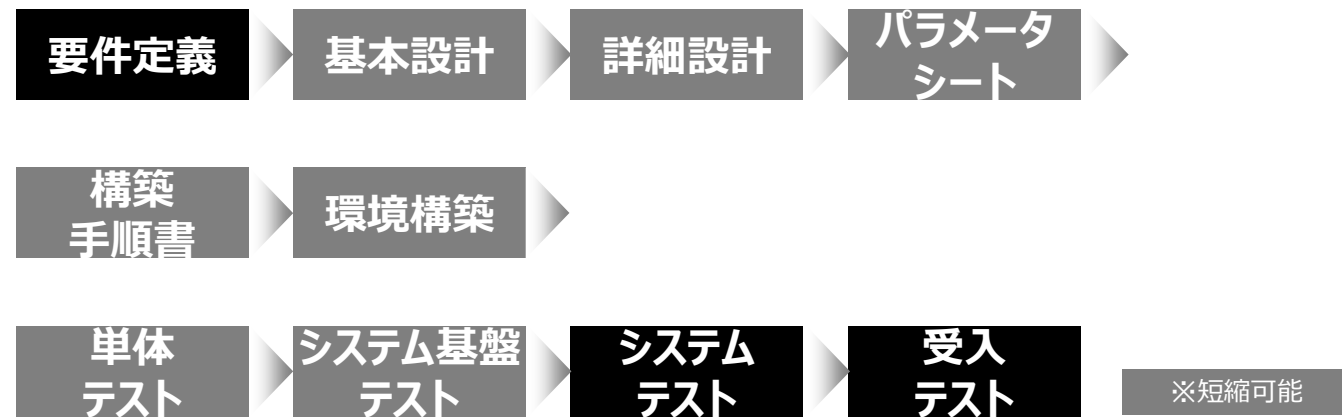 要件定義
基本設計
詳細設計
パラメータ
シート
構築
手順書
環境構築
単体
テスト
システム基盤
テスト
システム
テスト
受入
テスト
※短縮可能